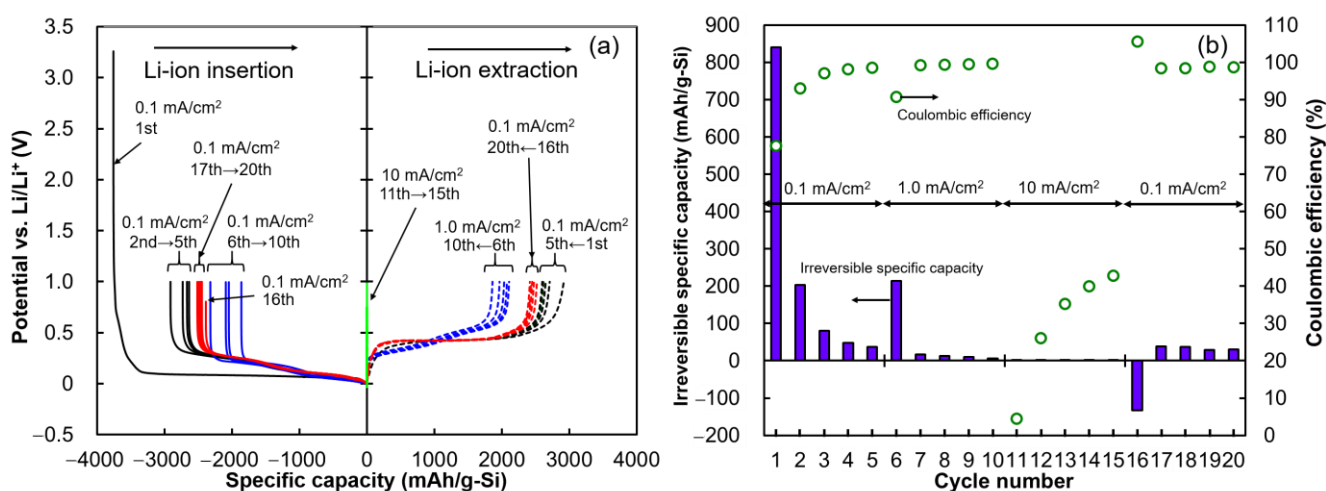 (a)
Li-ion insertion
Li-ion extraction
0.1 mA/cm²
1st
0.1 mA/cm²
17th→20th
0.1 mA/cm²
2nd→5th
0.1 mA/cm²
6th→10th
0.1 mA/cm²
16th
10 mA/cm²
11th→15th
0.1 mA/cm²
20th←16th
1.0 mA/cm²
10th←6th
0.1 mA/cm²
5th←1st
Potential vs. Li/Li⁺ (V)
3.5
3.0
2.5
2.0
1.5
1.0
0.5
0
−0.5
−4000 −3000 −2000 −1000 0 1000 2000 3000 4000
Specific capacity (mAh/g-Si)
(b)
Irreversible specific capacity (mAh/g-Si)
900
800
700
600
500
400
300
200
100
0
−100
−200
Coulombic efficiency
0.1 mA/cm² 1.0 mA/cm² 10 mA/cm² 0.1 mA/cm²
Irreversible specific capacity
110
100
90
80
70
60
50
40
30
20
10
0
Coulombic efficiency (%)
1 2 3 4 5 6 7 8 9 10 11 12 13 14 15 16 17 18 19 20
Cycle number